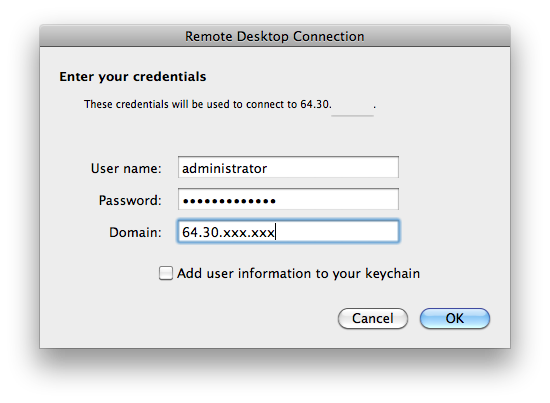 Remote Desktop Connection
Enter your credentials
These credentials will be used to connect to 64.30. .
User name: administrator
Password: •••••••••••••
Domain: 64.30.xxx.xxx
Add user information to your keychain
Cancel OK